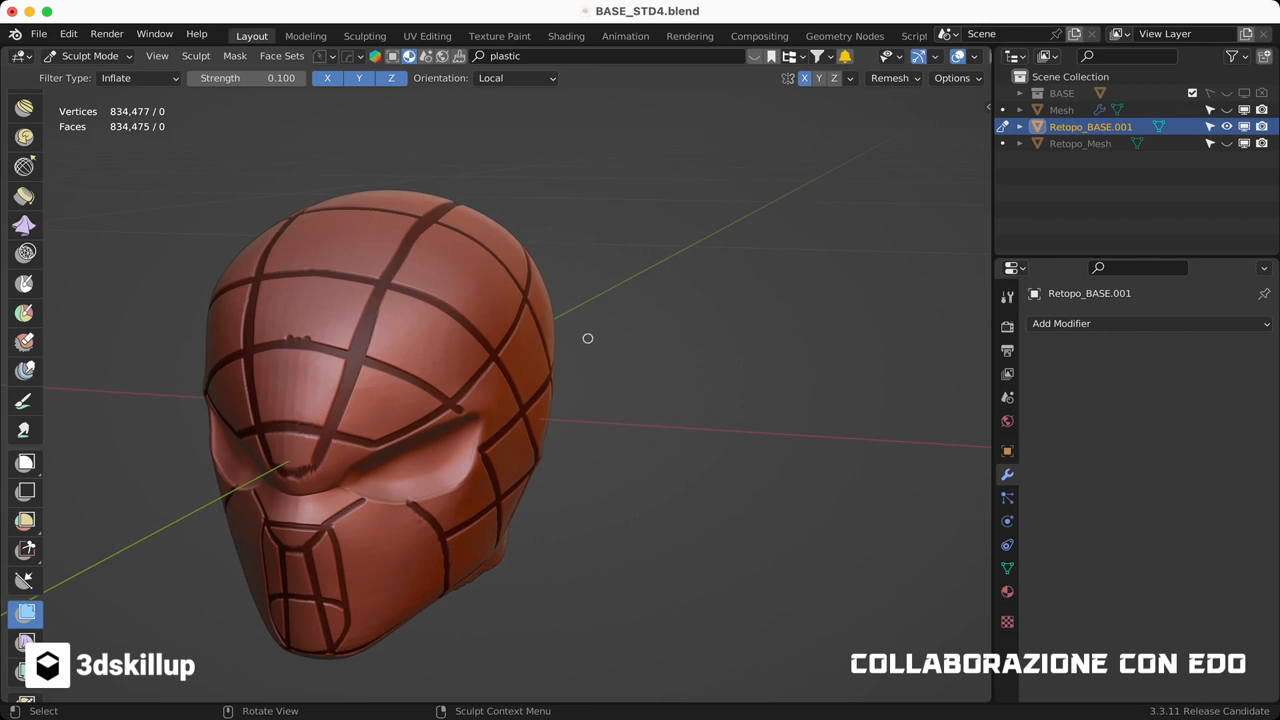 BASE_STD4.blend
File Edit Render Window Help
Layout Modeling Sculpting UV Editing Texture Paint Shading Animation Rendering Compositing Geometry Nodes Script
Scene
View Layer
Sculpt Mode View Sculpt Mask Face Sets
plastic
Filter Type: Inflate Strength 0.100 X Y Z Orientation: Local
X Y Z Remesh Options
Vertices 834,477 / 0
Faces 834,475 / 0
Scene Collection
BASE
Mesh
Retopo_BASE.001
Retopo_Mesh
Retopo_BASE.001
Add Modifier
3dskillup
COLLABORAZIONE CON EDO
Select Rotate View Sculpt Context Menu 3.3.11 Release Candidate